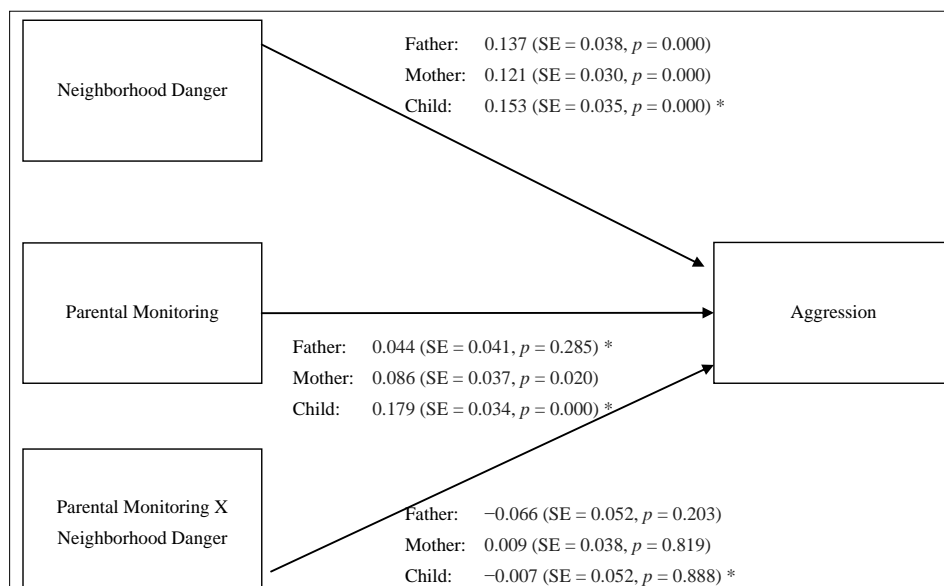 Father: 0.137 (SE = 0.038, p = 0.000)
Neighborhood Danger
Mother: 0.121 (SE = 0.030, p = 0.000)
Child: 0.153 (SE = 0.035, p = 0.000) *
Parental Monitoring
Aggression
Father: 0.044 (SE = 0.041, p = 0.285) *
Mother: 0.086 (SE = 0.037, p = 0.020)
Child: 0.179 (SE = 0.034, p = 0.000) *
Parental Monitoring X
Neighborhood Danger
Father: −0.066 (SE = 0.052, p = 0.203)
Mother: 0.009 (SE = 0.038, p = 0.819)
Child: −0.007 (SE = 0.052, p = 0.888) *